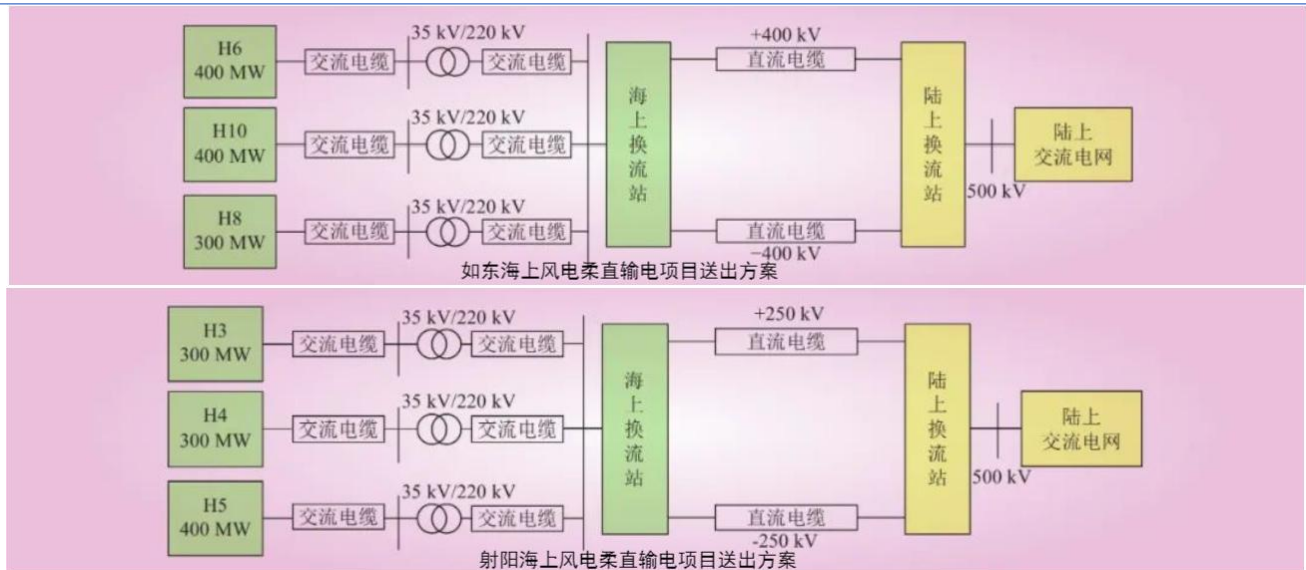 H6
400 MW
交流电缆
35 kV/220 kV
交流电缆
H10
400 MW
交流电缆
35 kV/220 kV
交流电缆
H8
300 MW
交流电缆
35 kV/220 kV
交流电缆
海上换流站
+400 kV
直流电缆
直流电缆
−400 kV
陆上换流站
500 kV
陆上
交流电网
如东海上风电柔直输电项目送出方案
H3
300 MW
交流电缆
35 kV/220 kV
交流电缆
H4
300 MW
交流电缆
35 kV/220 kV
交流电缆
H5
400 MW
交流电缆
35 kV/220 kV
交流电缆
海上换流站
+250 kV
直流电缆
直流电缆
-250 kV
陆上换流站
500 kV
陆上
交流电网
射阳海上风电柔直输电项目送出方案